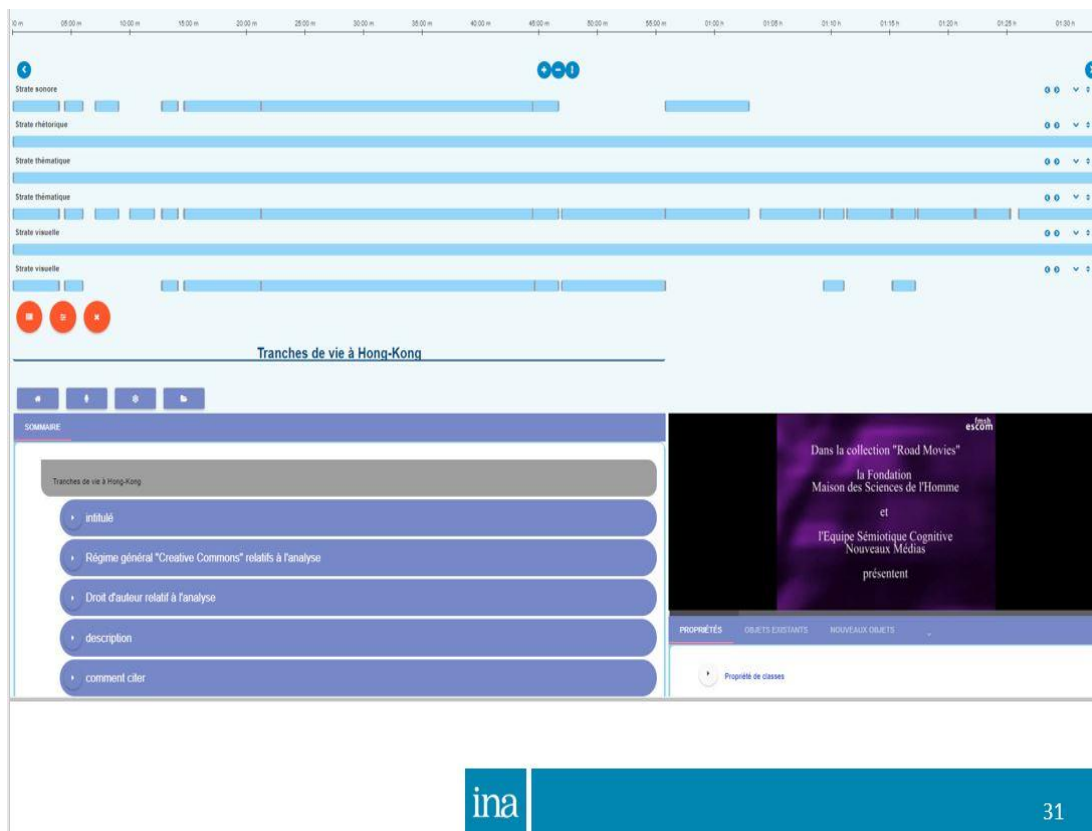 00 m 05:00 m 10:00 m 15:00 m 20:00 m 25:00 m 30:00 m 35:00 m 40:00 m 45:00 m 50:00 m 55:00 m 01:00 h 01:05 h 01:10 h 01:15 h 01:20 h 01:25 h 01:30 h
Strate sonore
Strate rhétorique
Strate thématique
Strate thématique
Strate visuelle
Strate visuelle
Tranches de vie à Hong-Kong
SOMMAIRE
Tranches de vie à Hong-Kong
intitulé
Régime général "Creative Commons" relatifs à l'analyse
Droit d'auteur relatif à l'analyse
description
comment citer
fmsh
escom
Dans la collection "Road Movies"
la Fondation
Maison des Sciences de l'Homme
et
l'Equipe Sémiotique Cognitive
Nouveaux Médias
présentent
PROPRIÉTÉS OBJETS EXISTANTS NOUVEAUX OBJETS
Propriété de classes
ina
31